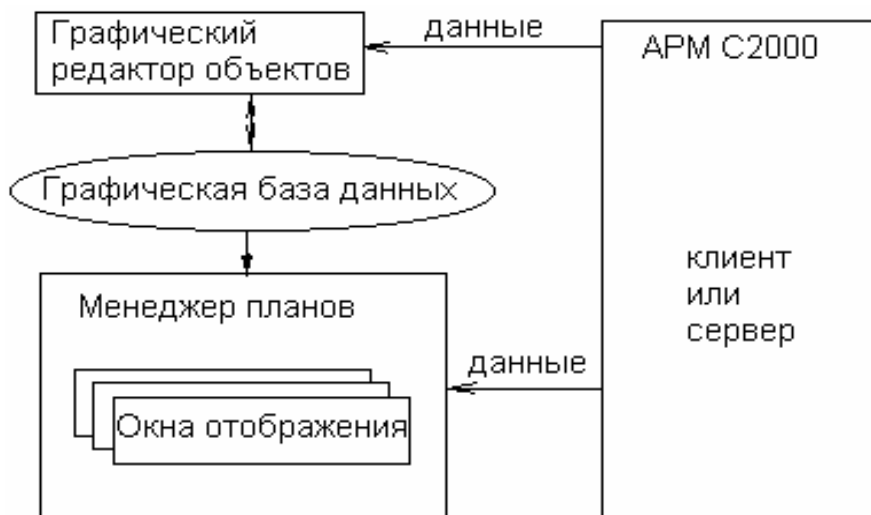 Графический
редактор объектов
данные
АРМ С2000
Графическая база данных
Менеджер планов
клиент
или
сервер
данные
Окна отображения